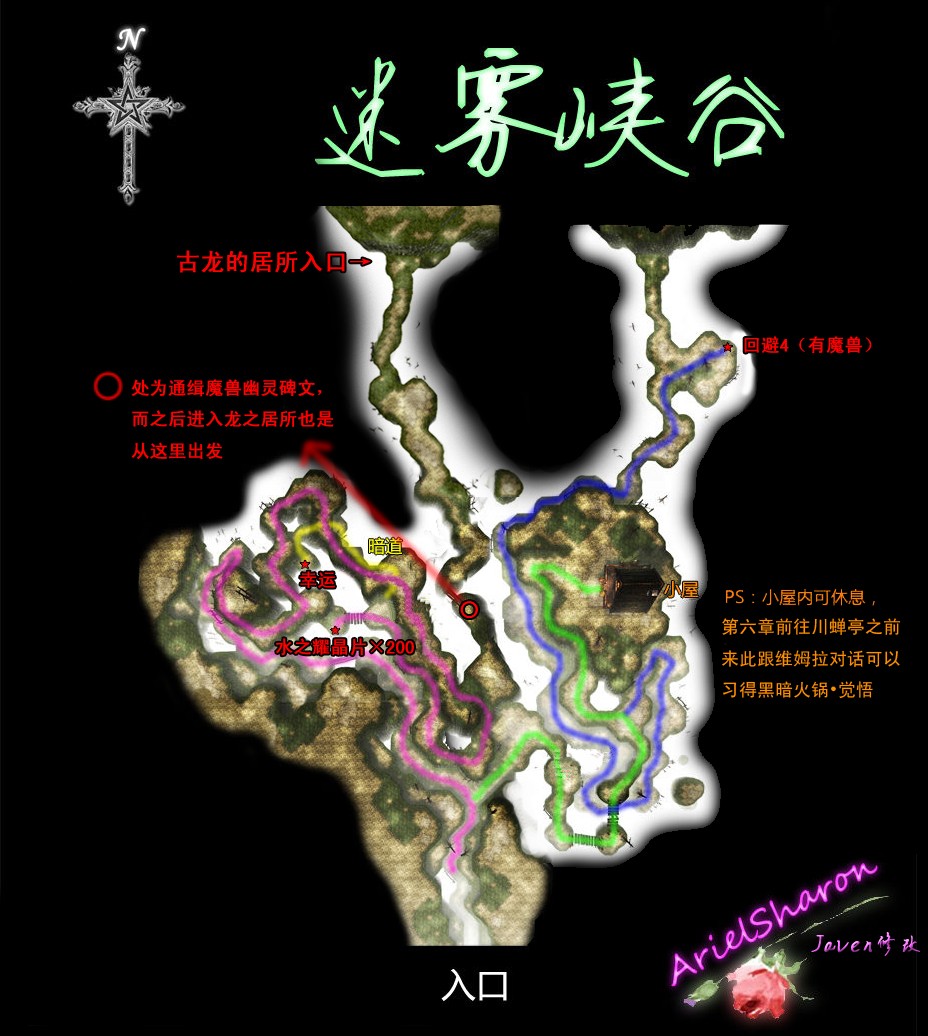 N
迷雾峡谷
古龙的居所入口→
回避4（有魔兽）
处为通缉魔兽幽灵碑文，
而之后进入龙之居所也是
从这里出发
暗道
幸运
小屋
水之耀晶片×200
PS：小屋内可休息，
第六章前往川蝉亭之前
来此跟维姆拉对话可以
习得黑暗火锅•觉悟
ArielSharon
Javen修改
入口